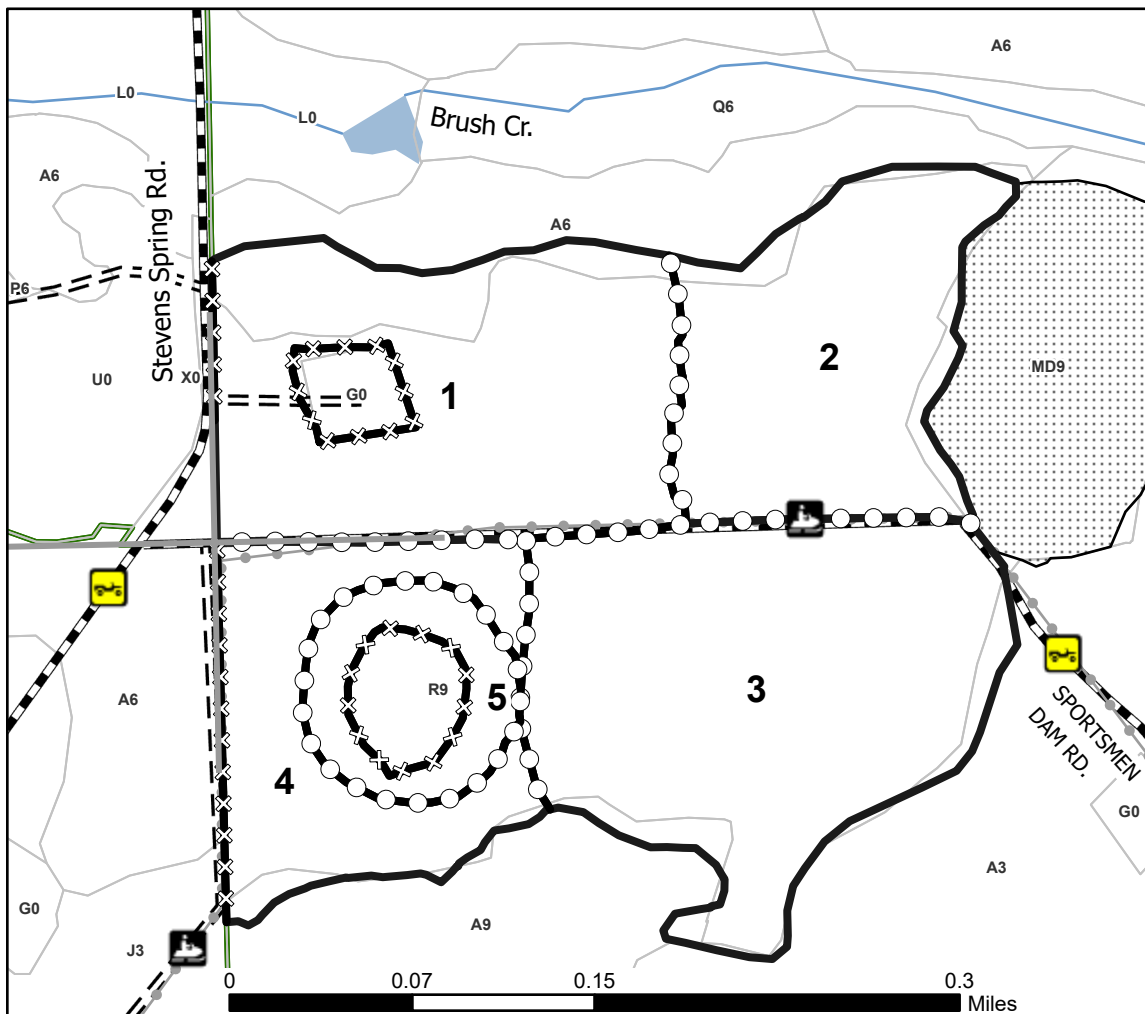 A6
L0
L0
Q6
Brush Cr.
A6
Stevens Spring Rd.
A6
P6
2
MD9
U0
X0
G0
1
R9
5
3
A6
4
SPORTSMEN
DAM RD.
G0
A3
G0
A9
J3
0
0.07
0.15
0.3
Miles